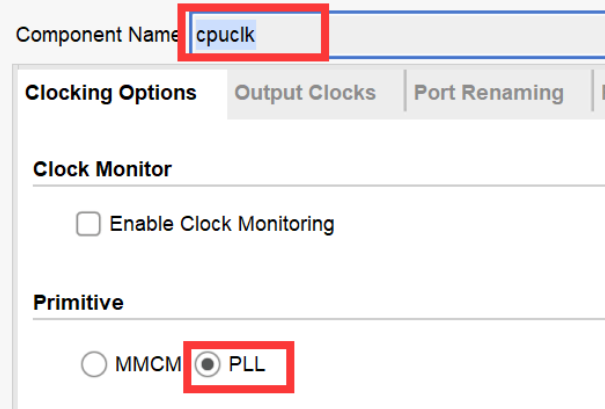 Component Name cpuclk
Clocking Options Output Clocks Port Renaming
Clock Monitor
Enable Clock Monitoring
Primitive
MMCM PLL